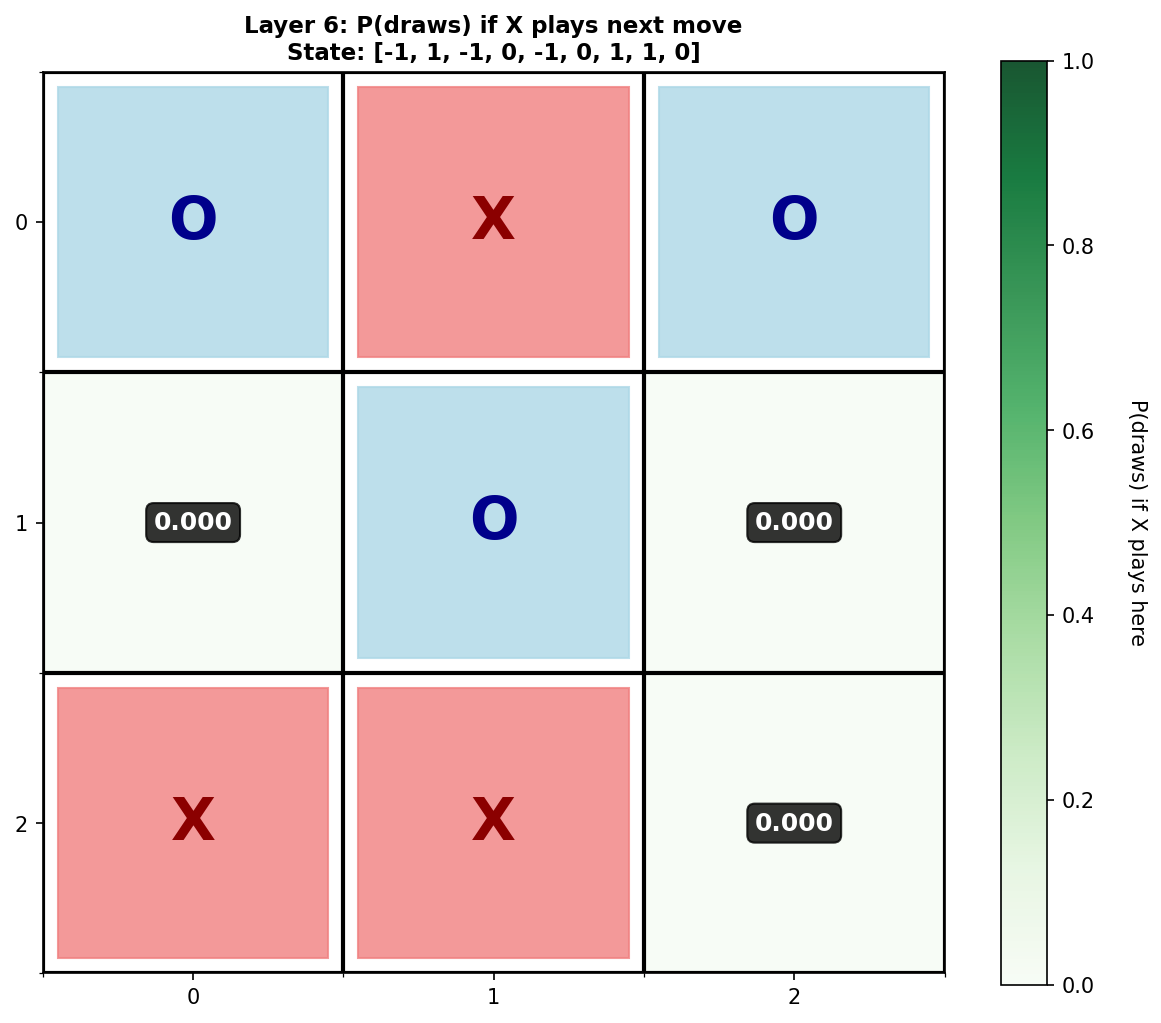 Layer 6: P(draws) if X plays next move
State: [-1, 1, -1, 0, -1, 0, 1, 1, 0]
O X O
0.000 O 0.000
X X 0.000
0
1
2
0 1 2
1.0
0.8
0.6
0.4
0.2
0.0
P(draws) if X plays here